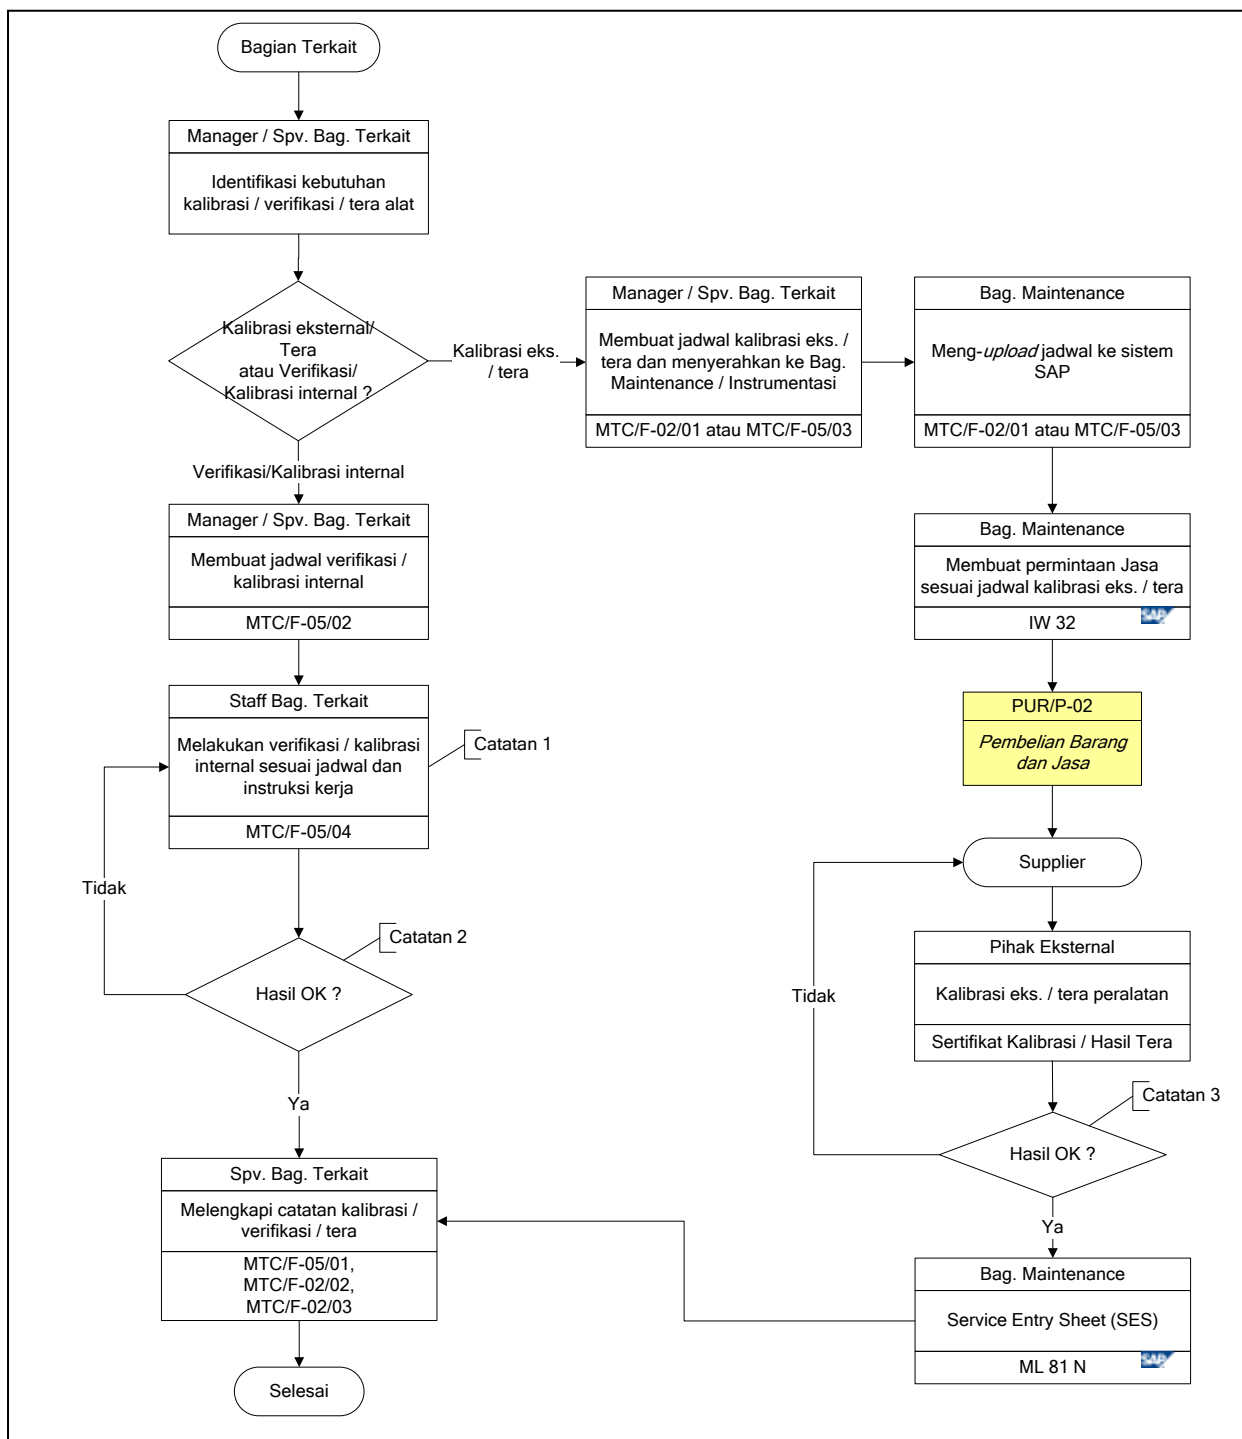 Bagian Terkait
Manager / Spv. Bag. Terkait
Identifikasi kebutuhan
kalibrasi / verifikasi / tera alat
Kalibrasi eksternal/
Tera
atau Verifikasi/
Kalibrasi internal ?
Kalibrasi eks.
/ tera
Manager / Spv. Bag. Terkait
Membuat jadwal kalibrasi eks. /
tera dan menyerahkan ke Bag.
Maintenance / Instrumentasi
MTC/F-02/01 atau MTC/F-05/03
Bag. Maintenance
Meng-upload jadwal ke sistem
SAP
MTC/F-02/01 atau MTC/F-05/03
Verifikasi/Kalibrasi internal
Manager / Spv. Bag. Terkait
Membuat jadwal verifikasi /
kalibrasi internal
MTC/F-05/02
Bag. Maintenance
Membuat permintaan Jasa
sesuai jadwal kalibrasi eks. / tera
IW 32
SAP
Staff Bag. Terkait
Melakukan verifikasi / kalibrasi
internal sesuai jadwal dan
instruksi kerja
MTC/F-05/04
Catatan 1
PUR/P-02
Pembelian Barang
dan Jasa
Supplier
Tidak
Catatan 2
Hasil OK ?
Pihak Eksternal
Kalibrasi eks. / tera peralatan
Sertifikat Kalibrasi / Hasil Tera
Tidak
Catatan 3
Hasil OK ?
Ya
Ya
Spv. Bag. Terkait
Melengkapi catatan kalibrasi /
verifikasi / tera
MTC/F-05/01,
MTC/F-02/02,
MTC/F-02/03
Bag. Maintenance
Service Entry Sheet (SES)
ML 81 N
SAP
Selesai